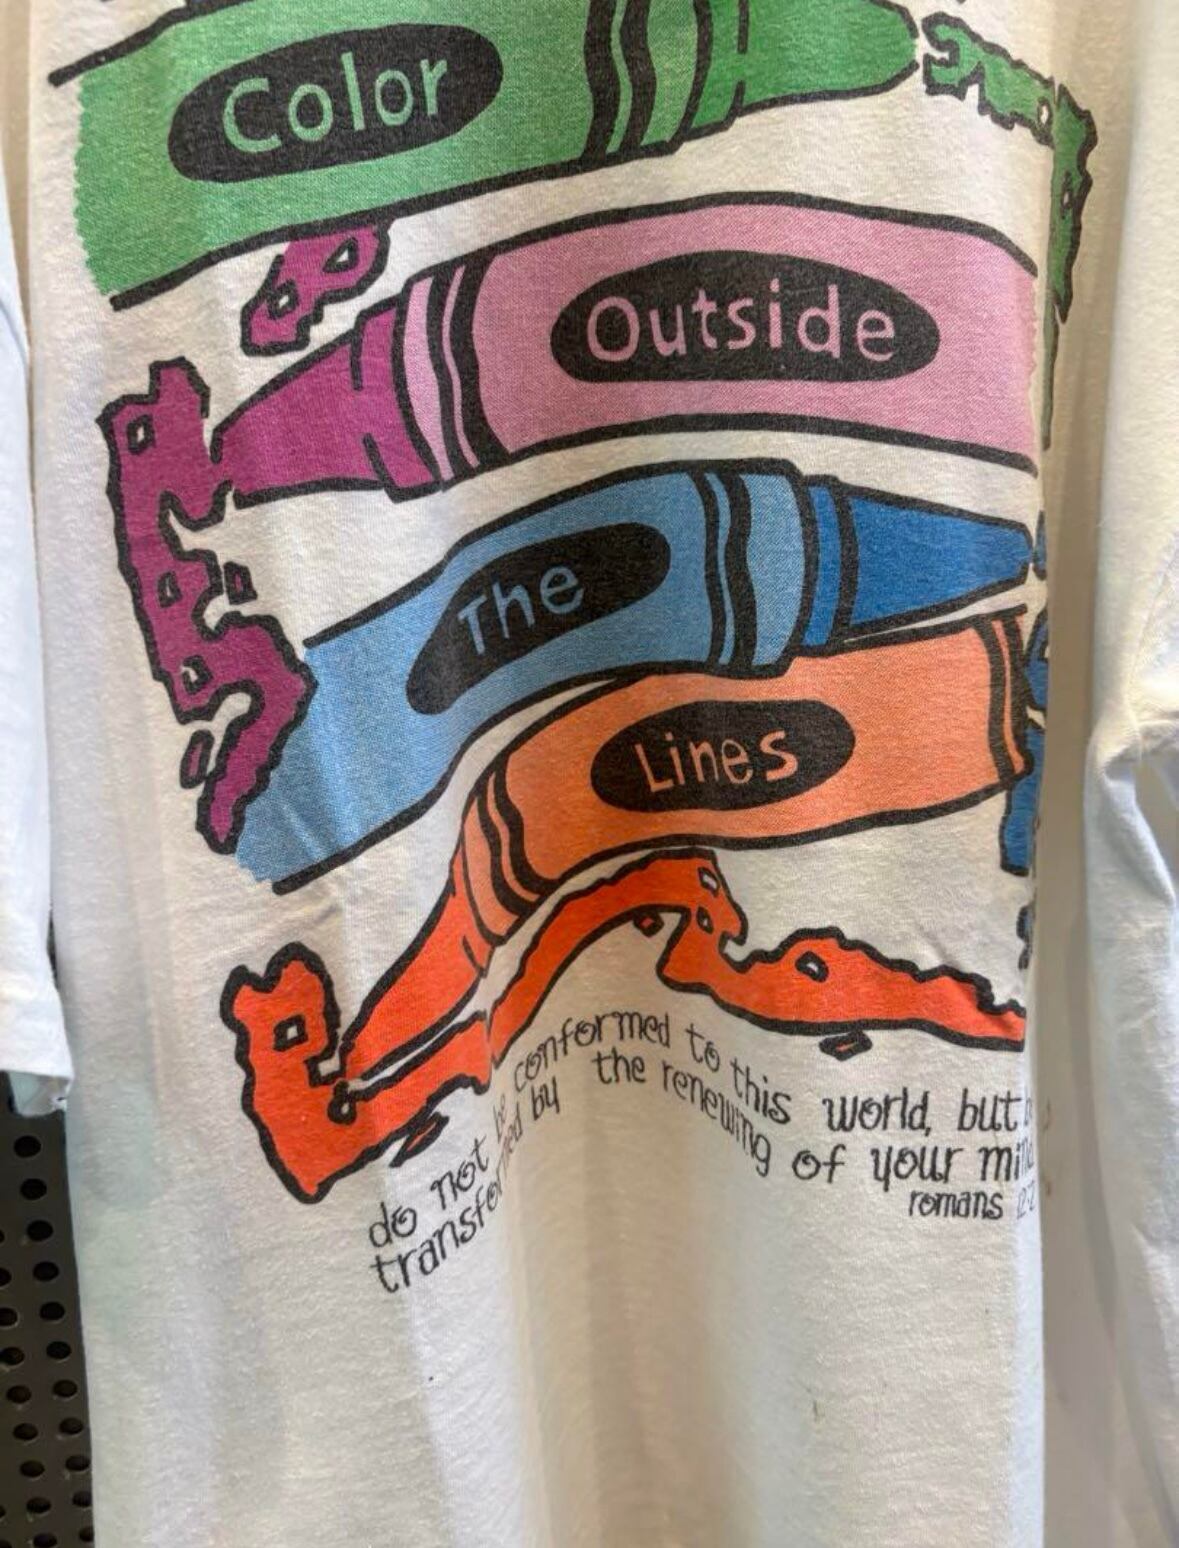 Color
Outside
The
Lines
do not be conformed to this world, but
transformed by the renewing of your
romans